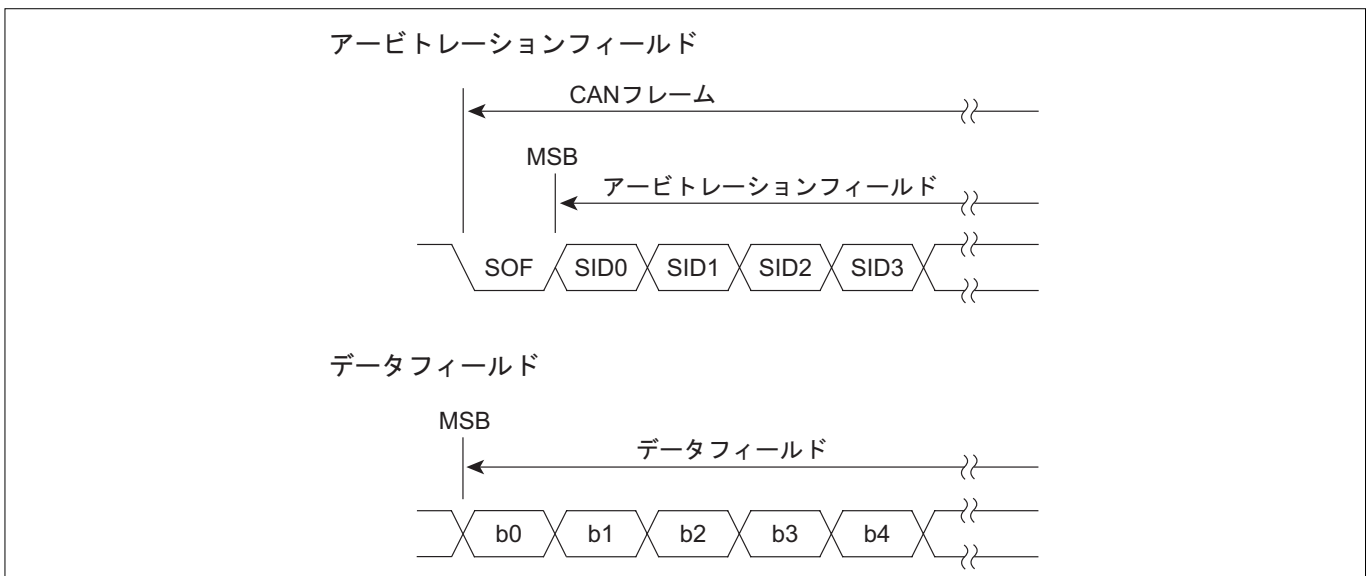 アービトレーションフィールド
CANフレーム
MSB
アービトレーションフィールド
SOF SID0 SID1 SID2 SID3
データフィールド
MSB
データフィールド
b0 b1 b2 b3 b4